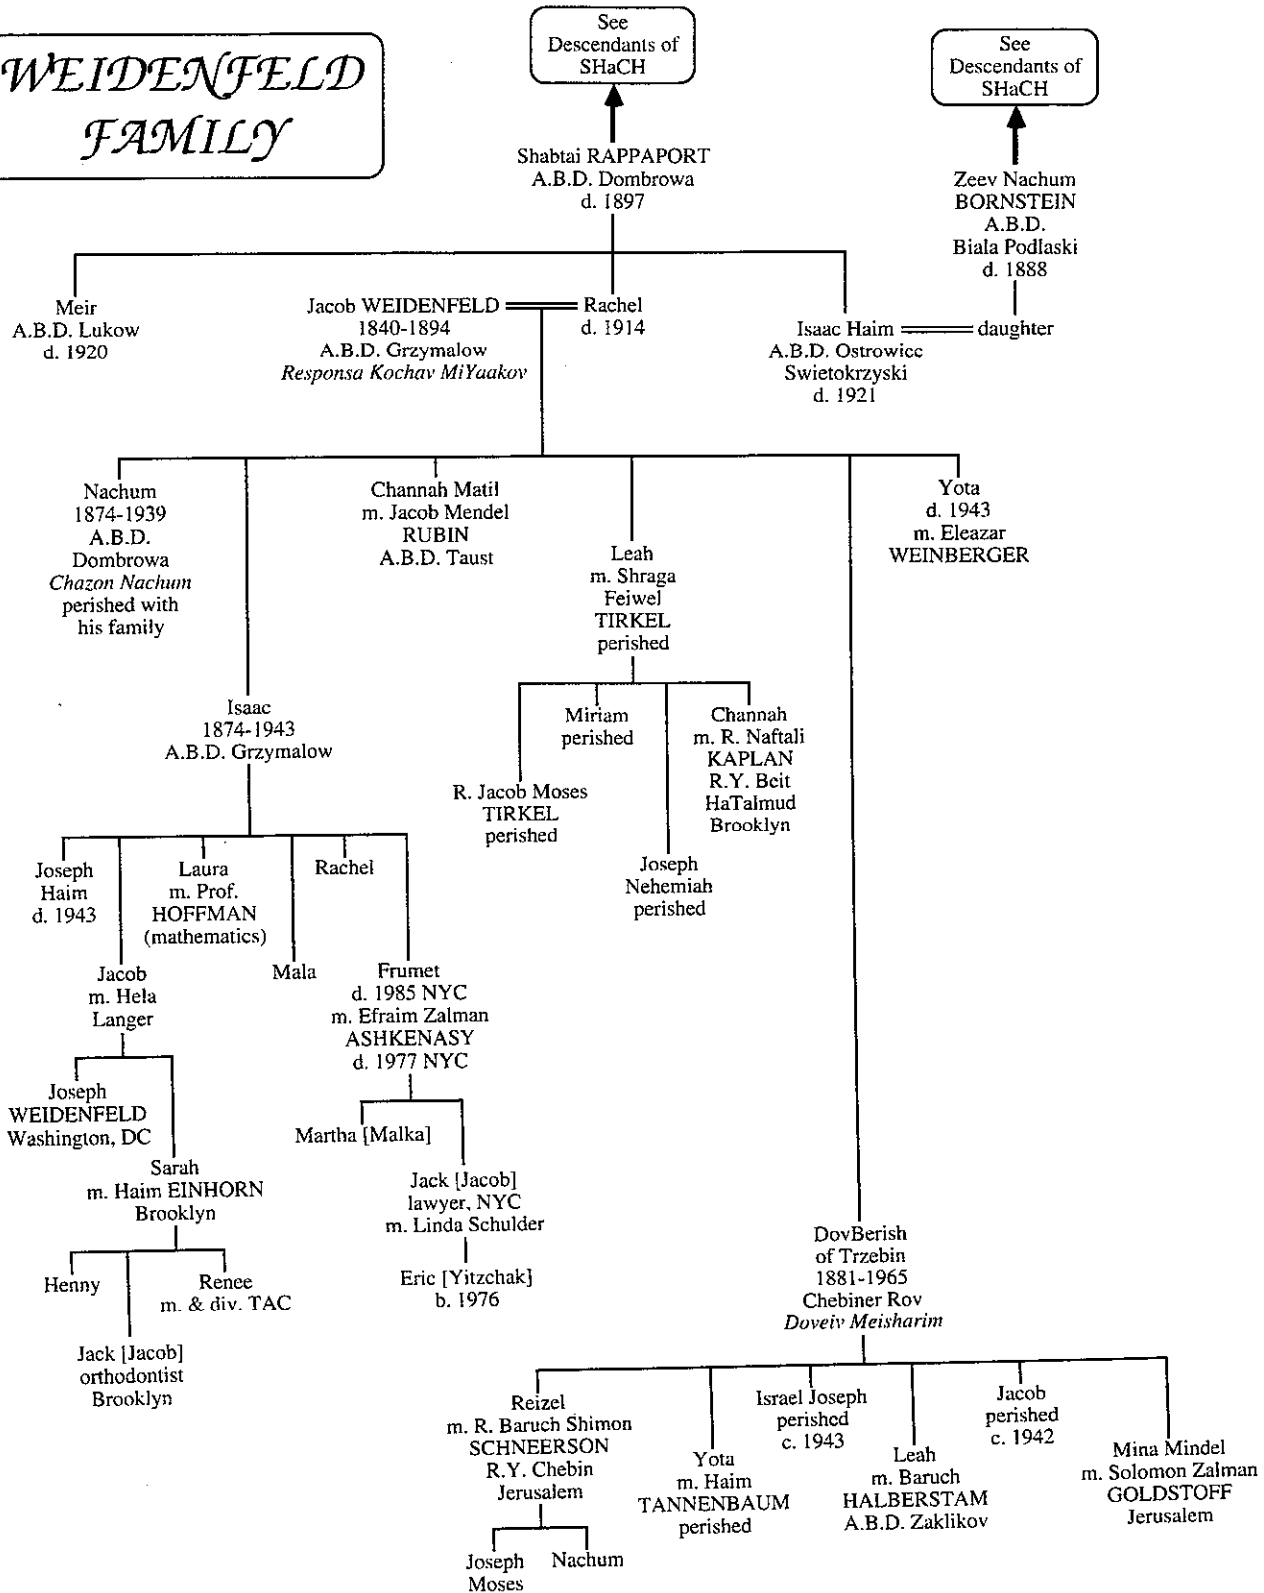 WEIDENFELD
FAMILY
See
Descendants of
SHaCH
See
Descendants of
SHaCH
Shabtai RAPPAPORT
A.B.D. Dombrowa
d. 1897
Zeev Nachum
BORNSTEIN
A.B.D.
Biala Podlaski
d. 1888
Meir
A.B.D. Lukow
d. 1920
Jacob WEIDENFELD
1840-1894
A.B.D. Grzymalow
Responsa Kochav MiYaakov
Rachel
d. 1914
Isaac Haim
A.B.D. Ostrowicc
Swietokrzyski
d. 1921
daughter
Nachum
1874-1939
A.B.D.
Dombrowa
Chazon Nachum
perished with
his family
Channah Matil
m. Jacob Mendel
RUBIN
A.B.D. Taust
Leah
m. Shraga
Feiwel
TIRKEL
perished
Yota
d. 1943
m. Eleazar
WEINBERGER
Isaac
1874-1943
A.B.D. Grzymalow
R. Jacob Moses
TIRKEL
perished
Miriam
perished
Joseph
Nehemiah
perished
Channah
m. R. Naftali
KAPLAN
R.Y. Beit
HaTalmud
Brooklyn
Joseph
Haim
d. 1943
Laura
m. Prof.
HOFFMAN
(mathematics)
Rachel
Jacob
m. Hela
Langer
Mala
Frumet
d. 1985 NYC
m. Efraim Zalman
ASHKENASY
d. 1977 NYC
Joseph
WEIDENFELD
Washington, DC
Sarah
m. Haim EINHORN
Brooklyn
Martha [Malka]
Jack [Jacob]
lawyer, NYC
m. Linda Schulder
Eric [Yitzchak]
b. 1976
Henny
Renee
m. & div. TAC
Jack [Jacob]
orthodontist
Brooklyn
DovBerish
of Trzebin
1881-1965
Chebiner Rov
Doveiv Meisharim
Reizel
m. R. Baruch Shimon
SCHNEERSON
R.Y. Chebin
Jerusalem
Yota
m. Haim
TANNENBAUM
perished
Israel Joseph
perished
c. 1943
Leah
m. Baruch
HALBERSTAM
A.B.D. Zaklikov
Jacob
perished
c. 1942
Mina Mindel
m. Solomon Zalman
GOLDSTOFF
Jerusalem
Joseph
Moses
Nachum